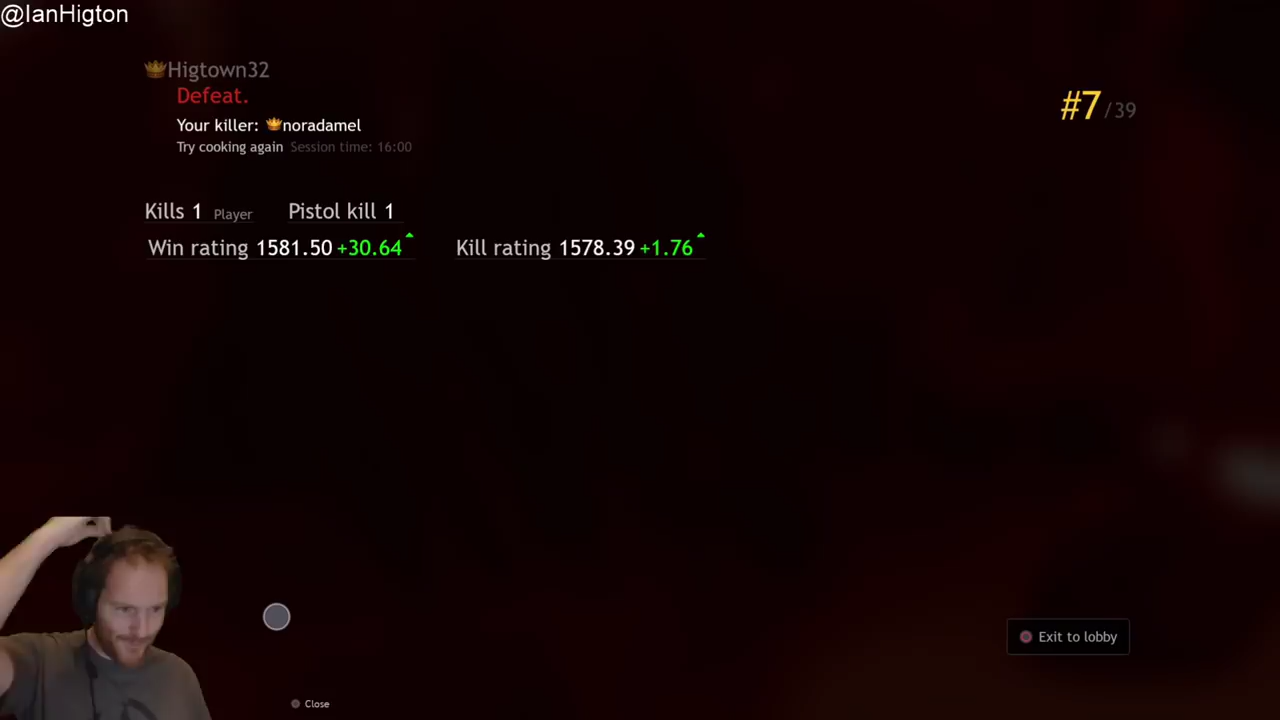 @IanHigton
Higtown32
Defeat.
#7/39
Your killer: noradamel
Try cooking again Session time: 16:00
Kills 1 Player Pistol kill 1
Win rating 1581.50 +30.64 Kill rating 1578.39 +1.76
Exit to lobby
Close